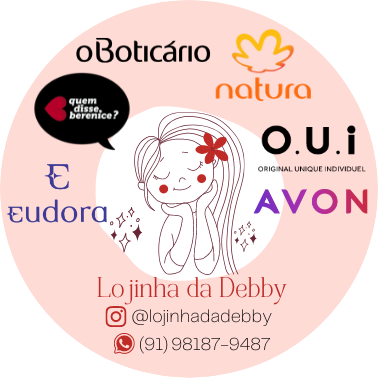 oBoticário
natura
quem
disse,
berenice?
O.U.i
ORIGINAL UNIQUE INDIVIDUEL
E
eudora
AVON
Lojinha da Debby
@lojinhadadebby
(91) 98187-9487